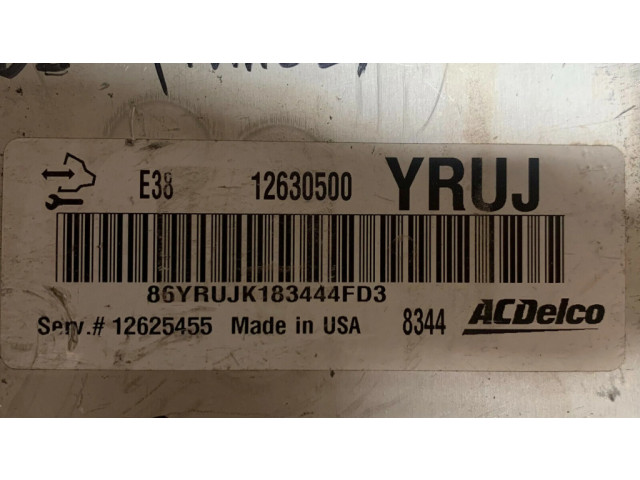 E38 12630500 YRUJ
86YRUJK183444FD3
Serv.# 12625455 Made in USA 8344 ACDelco